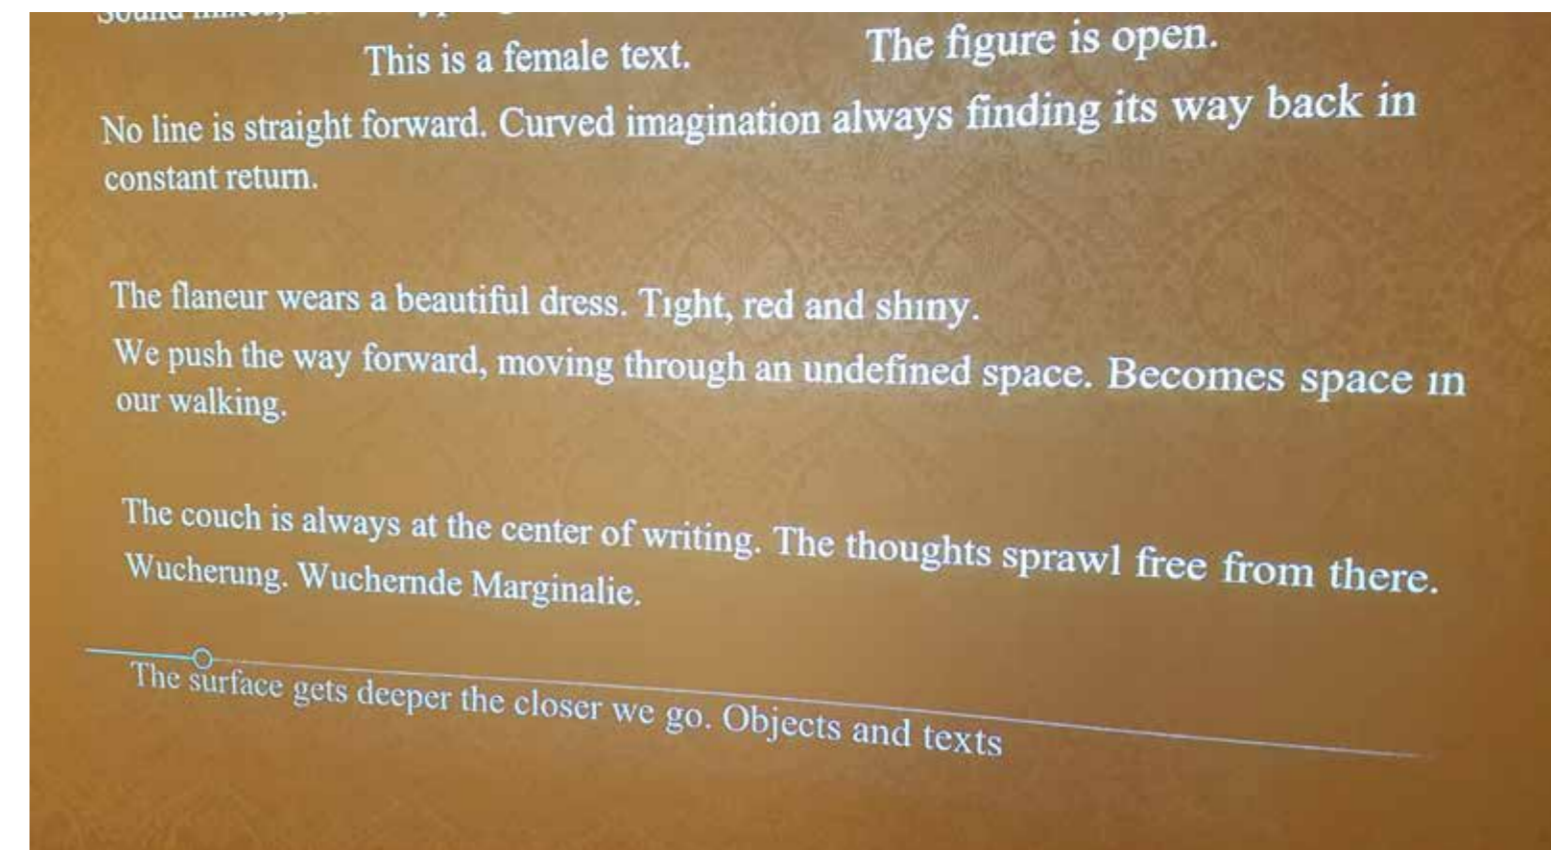 This is a female text. The figure is open.
No line is straight forward. Curved imagination always finding its way back in
constant return.
The flaneur wears a beautiful dress. Tight, red and shiny.
We push the way forward, moving through an undefined space. Becomes space in
our walking.
The couch is always at the center of writing. The thoughts sprawl free from there.
Wucherung. Wuchernde Marginalie.
The surface gets deeper the closer we go. Objects and texts